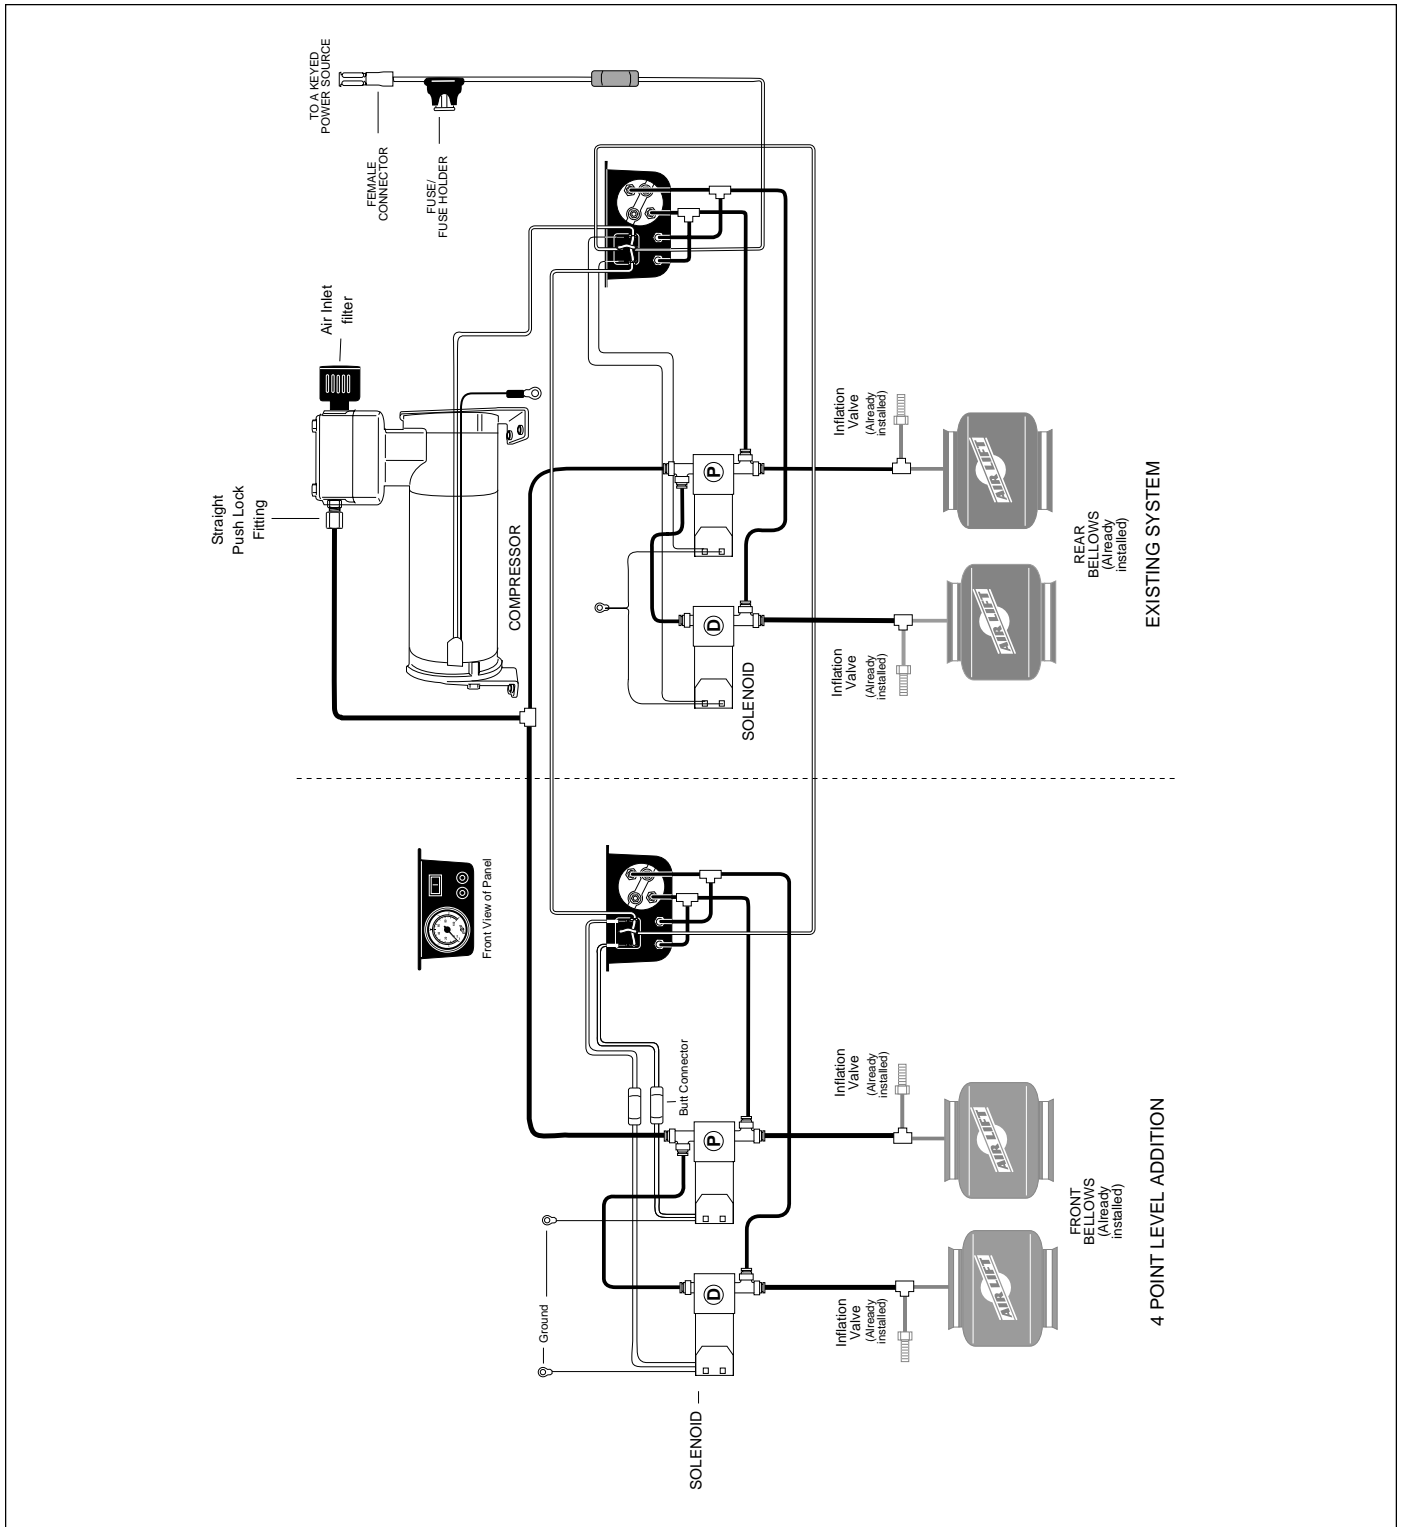 TO A KEYED
POWER SOURCE
FEMALE
CONNECTOR
FUSE/
FUSE HOLDER
Air Inlet
filter
Straight
Push Lock
Fitting
COMPRESSOR
P
D
SOLENOID
Inflation
Valve
(Already
installed)
Inflation
Valve
(Already
installed)
AIR LIFT
AIR LIFT
REAR
BELLOWS
(Already
installed)
EXISTING SYSTEM
Front View of Panel
Butt Connector
P
D
Ground
SOLENOID
Inflation
Valve
(Already
installed)
Inflation
Valve
(Already
installed)
AIR LIFT
AIR LIFT
FRONT
BELLOWS
(Already
installed)
4 POINT LEVEL ADDITION